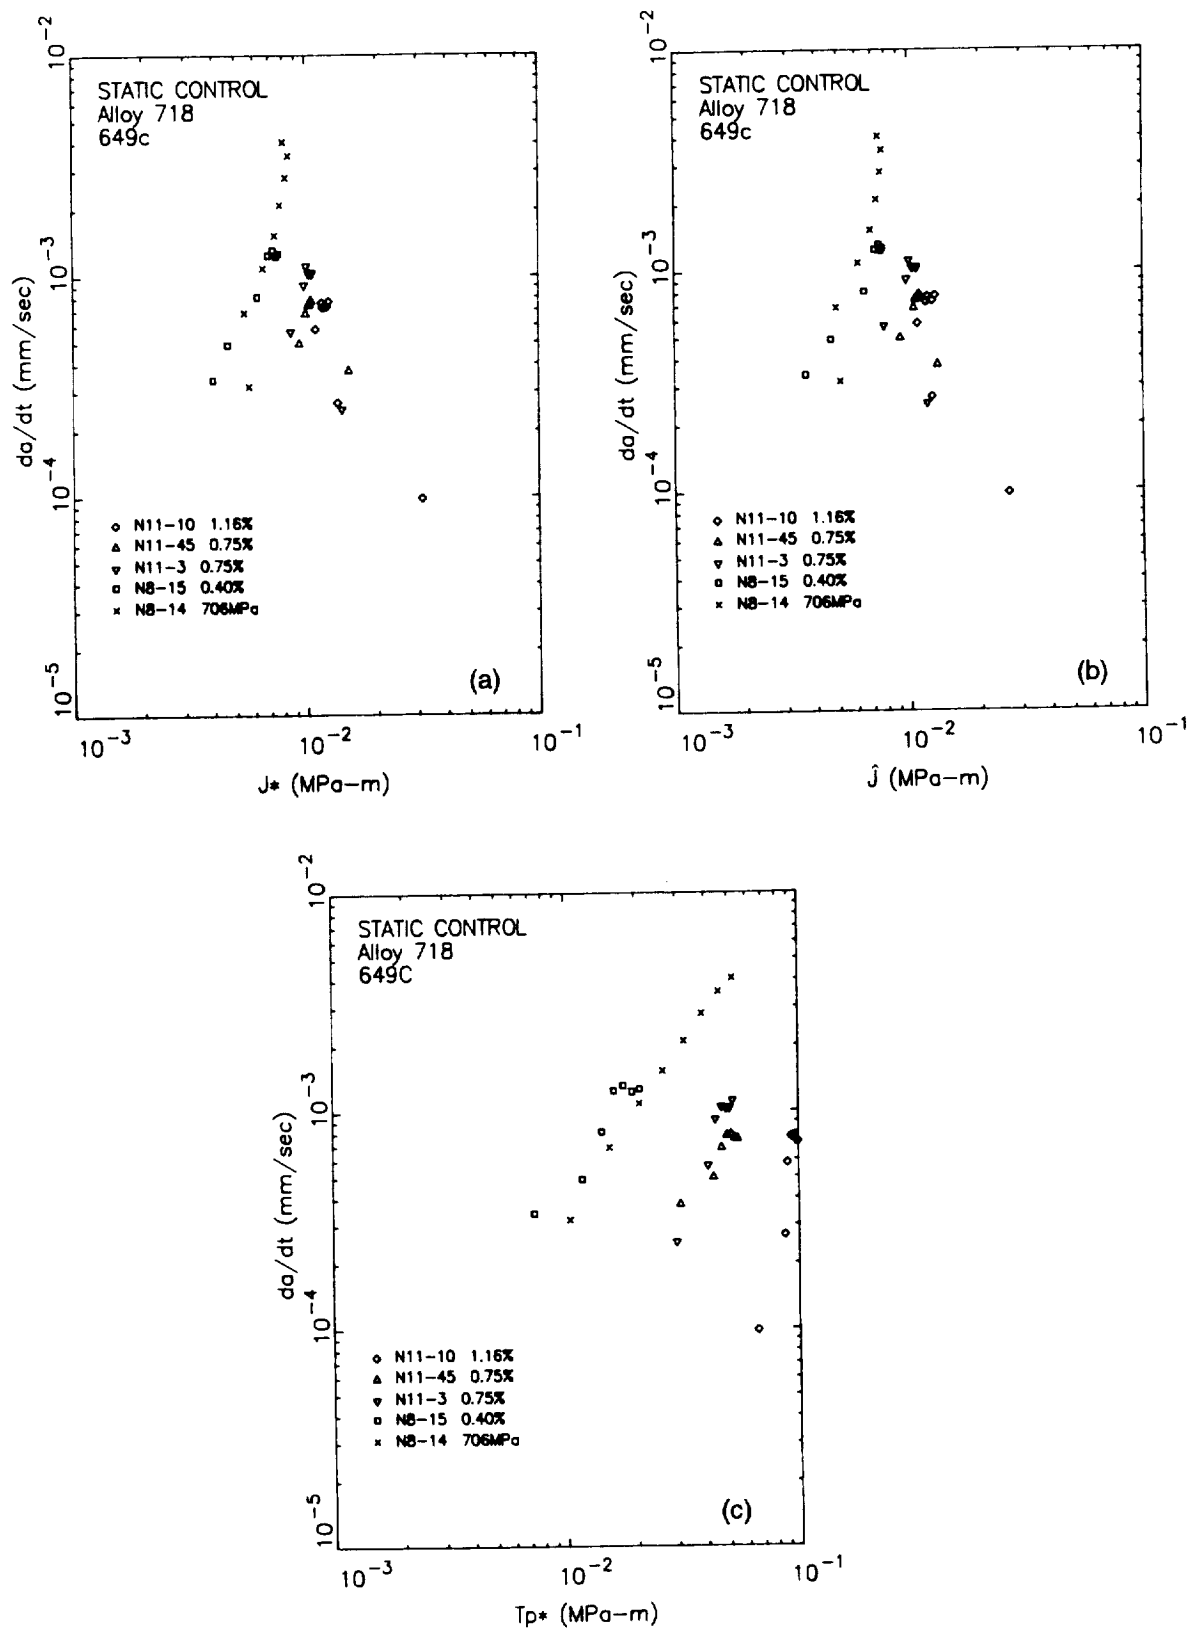 10−2
STATIC CONTROL
Alloy 718
649c
10−3
da/dt (mm/sec)
10−4
N11−10 1.16%
N11−45 0.75%
N11−3 0.75%
N8−15 0.40%
N8−14 706MPa
10−5
(a)
10−3 10−2 10−1
J* (MPa−m)
10−2
STATIC CONTROL
Alloy 718
649c
10−3
da/dt (mm/sec)
10−4
N11−10 1.16%
N11−45 0.75%
N11−3 0.75%
N8−15 0.40%
N8−14 706MPa
10−5
(b)
10−3 10−2 10−1
Ĵ (MPa−m)
10−2
STATIC CONTROL
Alloy 718
649C
10−3
da/dt (mm/sec)
10−4
N11−10 1.16%
N11−45 0.75%
N11−3 0.75%
N8−15 0.40%
N8−14 706MPa
10−5
(c)
10−3 10−2 10−1
Tp* (MPa−m)